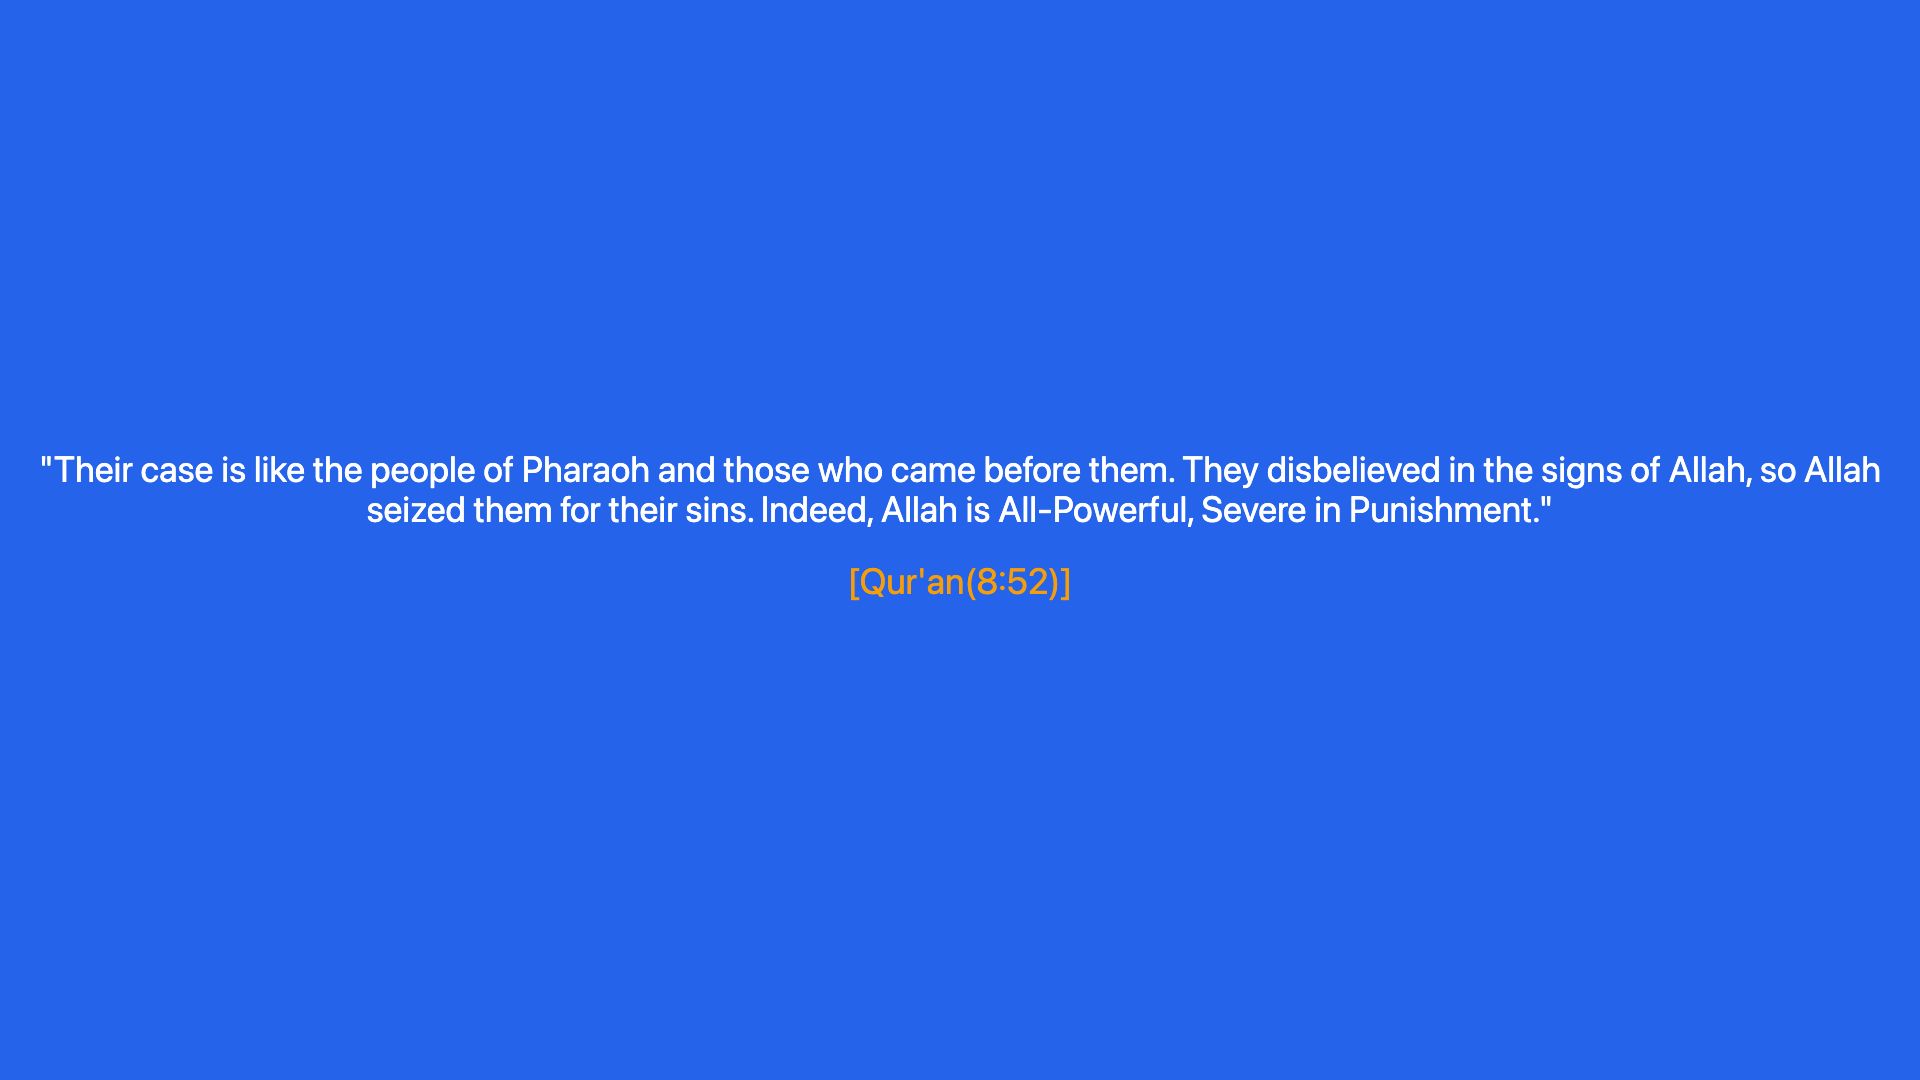 "Their case is like the people of Pharaoh and those who came before them. They disbelieved in the signs of Allah, so Allah
seized them for their sins. Indeed, Allah is All-Powerful, Severe in Punishment."
[Qur'an(8:52)]